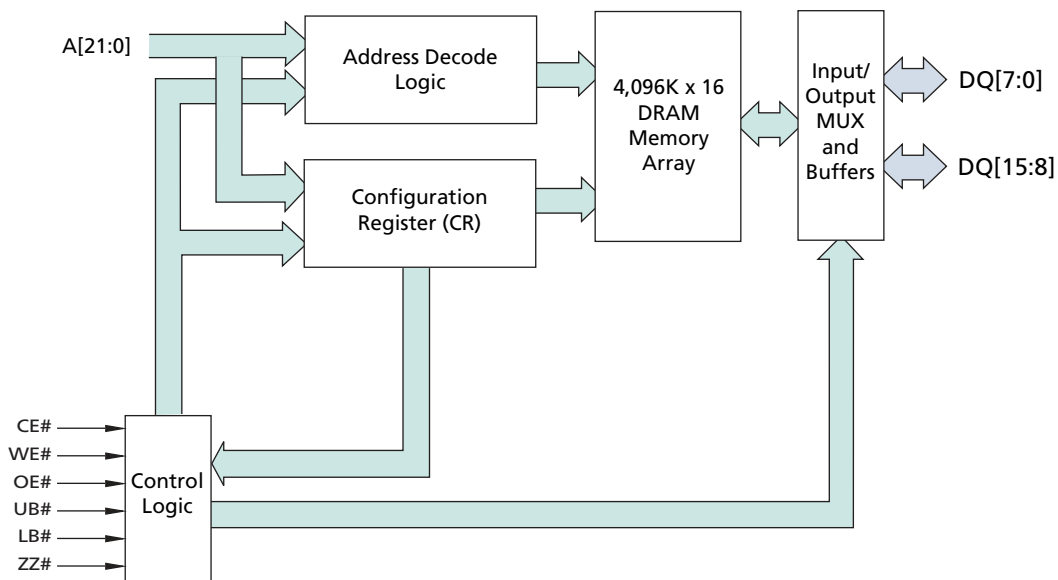 A[21:0]
Address Decode
Logic
4,096K x 16
DRAM
Memory
Array
Input/
Output
MUX
and
Buffers
DQ[7:0]
DQ[15:8]
Configuration
Register (CR)
CE#
WE#
OE#
UB#
LB#
ZZ#
Control
Logic